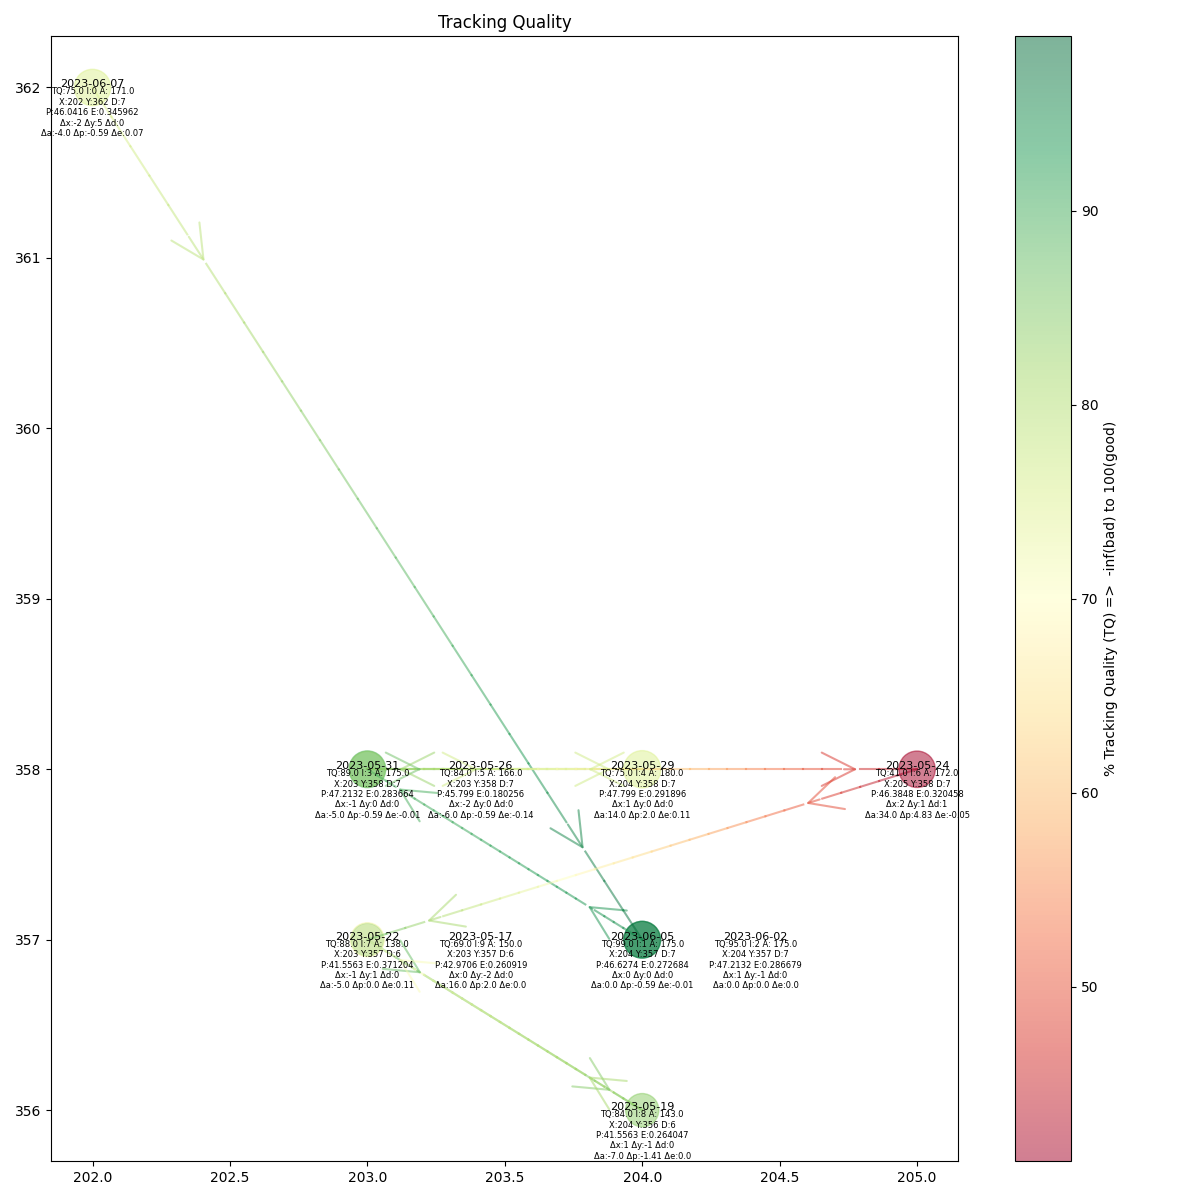 Tracking Quality
362
361
360
359
358
357
356
202.0
202.5
203.0
203.5
204.0
204.5
205.0
2023-06-07
TQ:75.0 I:0 A: 171.0
X:202 Y:362 D:7
P:46.0416 E:0.345962
Δx:-2 Δy:5 Δd:0
Δa:-4.0 Δp:-0.59 Δe:0.07
2023-05-31
TQ:89.0 I:3 A: 175.0
X:203 Y:358 D:7
P:47.2132 E:0.283664
Δx:-1 Δy:0 Δd:0
Δa:-5.0 Δp:-0.59 Δe:-0.01
2023-05-26
TQ:84.0 I:5 A: 166.0
X:203 Y:358 D:7
P:45.799 E:0.180256
Δx:-2 Δy:0 Δd:0
Δa:-6.0 Δp:-0.59 Δe:-0.14
2023-05-29
TQ:75.0 I:4 A: 180.0
X:204 Y:358 D:7
P:47.799 E:0.291896
Δx:1 Δy:0 Δd:0
Δa:14.0 Δp:2.0 Δe:0.11
2023-05-24
TQ:41.0 I:6 A: 172.0
X:205 Y:358 D:7
P:46.3848 E:0.320458
Δx:2 Δy:1 Δd:1
Δa:34.0 Δp:4.83 Δe:-0.05
2023-05-22
TQ:88.0 I:7 A: 138.0
X:203 Y:357 D:6
P:41.5563 E:0.371204
Δx:-1 Δy:1 Δd:0
Δa:-5.0 Δp:0.0 Δe:0.11
2023-05-17
TQ:69.0 I:9 A: 150.0
X:203 Y:357 D:6
P:42.9706 E:0.260919
Δx:0 Δy:-2 Δd:0
Δa:16.0 Δp:2.0 Δe:0.0
2023-06-05
TQ:99.0 I:1 A: 175.0
X:204 Y:357 D:7
P:46.6274 E:0.272684
Δx:0 Δy:0 Δd:0
Δa:0.0 Δp:-0.59 Δe:-0.01
2023-06-02
TQ:95.0 I:2 A: 175.0
X:204 Y:357 D:7
P:47.2132 E:0.286679
Δx:1 Δy:-1 Δd:0
Δa:0.0 Δp:0.0 Δe:0.0
2023-05-19
TQ:84.0 I:8 A: 143.0
X:204 Y:356 D:6
P:41.5563 E:0.264047
Δx:1 Δy:-1 Δd:0
Δa:-7.0 Δp:-1.41 Δe:0.0
90
80
70
60
50
% Tracking Quality (TQ) =>  -inf(bad) to 100(good)